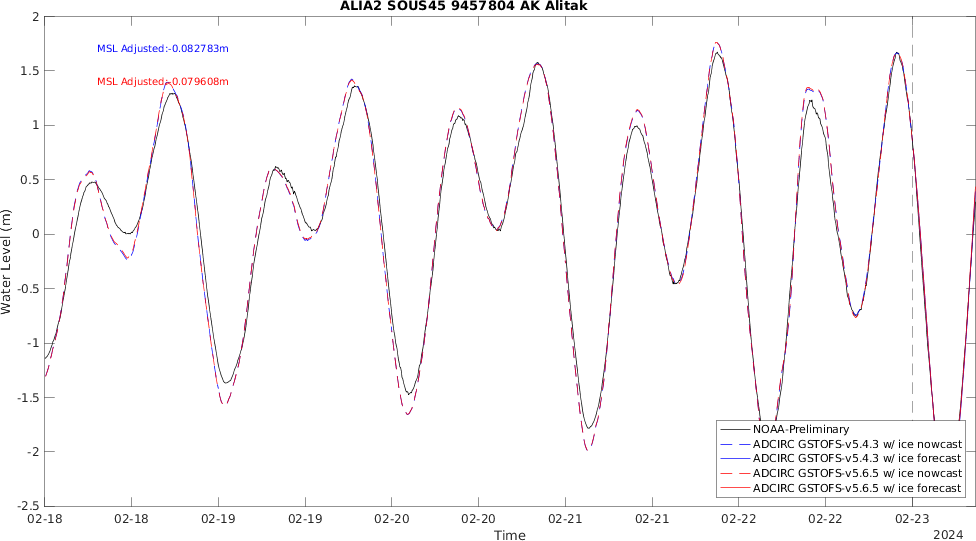 ALIA2 SOUS45 9457804 AK Alitak
MSL Adjusted:-0.082783m
MSL Adjusted:-0.079608m
Water Level (m)
2
1.5
1
0.5
0
-0.5
-1
-1.5
-2
-2.5
NOAA-Preliminary
ADCIRC GSTOFS-v5.4.3 w/ ice nowcast
ADCIRC GSTOFS-v5.4.3 w/ ice forecast
ADCIRC GSTOFS-v5.6.5 w/ ice nowcast
ADCIRC GSTOFS-v5.6.5 w/ ice forecast
02-18 02-18 02-19 02-19 02-20 02-20 02-21 02-21 02-22 02-22 02-23
Time
2024